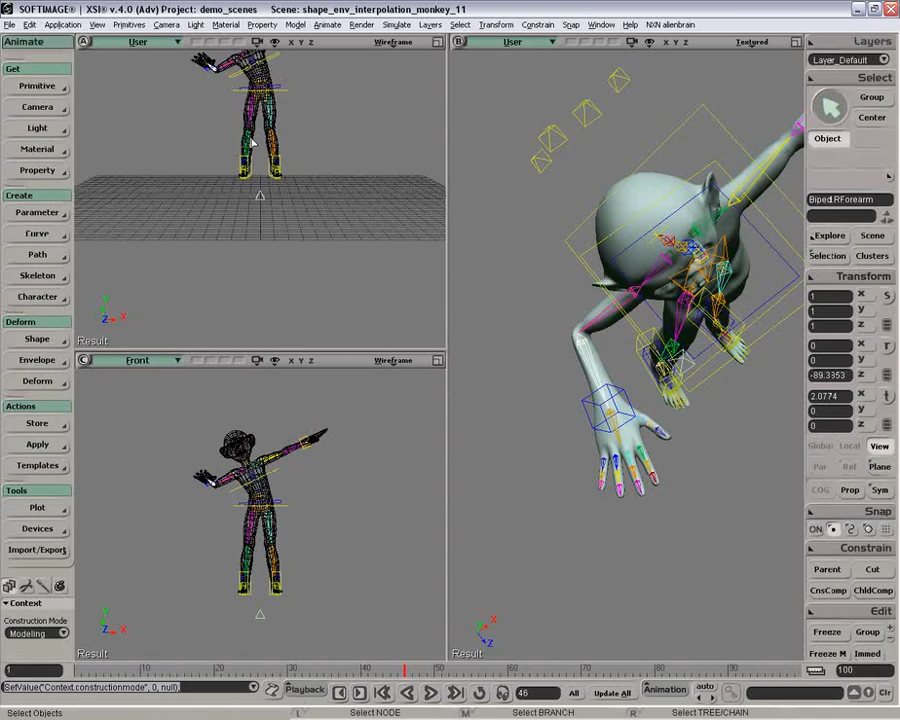 SOFTIMAGE® | XSI® v.4.0 (Adv) Project: demo_scenes Scene: shape_env_interpolation_monkey_11
File Edit View Primitives Camera Light Material Property Model Animate Render Simulate Select Transform Constrain Snap Window Help NXN alienbrain
Animate
Get
Primitive
Camera
Light
Material
Property
Create
Parameter
Curve
Path
Skeleton
Character
Deform
Shape
Envelope
Deform
Actions
Store
Apply
Templates
Tools
Plot
Devices
Import/Export
Context
Construction Mode
Modeling
A User X Y Z Wireframe
y
Z X
Result
C Front X Y Z Wireframe
y
Z X
Result
B User X Y Z Textured
X
Z
Result
Layers
Layer_Default
Select
Group
Center
Object
Biped.RForearm
Explore Scene
Selection Clusters
Transform
1 x S
1 y
1 z
0 x r
0 y
-89.3353 z
2.0774 x t
0 y
0 z
Global Local View
Par Ref Plane
COG Prop Sym
Snap
ON
Constrain
Parent Cut
CnsComp ChldComp
Edit
Freeze Group + -
Freeze M Immed
1 10 20 30 40 50 60 70 80 90 100
SetValue("Context.constructionmode", 0, null);
Playback 46 All Update All Animation auto Clr
Select Objects L Select NODE M Select BRANCH R Select TREE/CHAIN